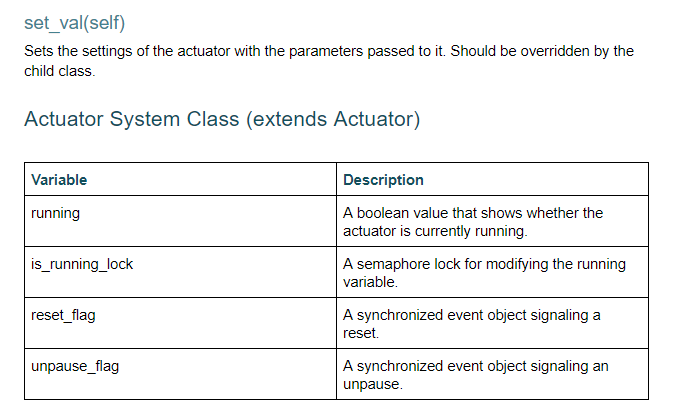 set_val(self)
Sets the settings of the actuator with the parameters passed to it. Should be overridden by the
child class.
Actuator System Class (extends Actuator)
Variable
Description
running
A boolean value that shows whether the
actuator is currently running.
is_running_lock
A semaphore lock for modifying the running
variable.
reset_flag
A synchronized event object signaling a
reset.
unpause_flag
A synchronized event object signaling an
unpause.